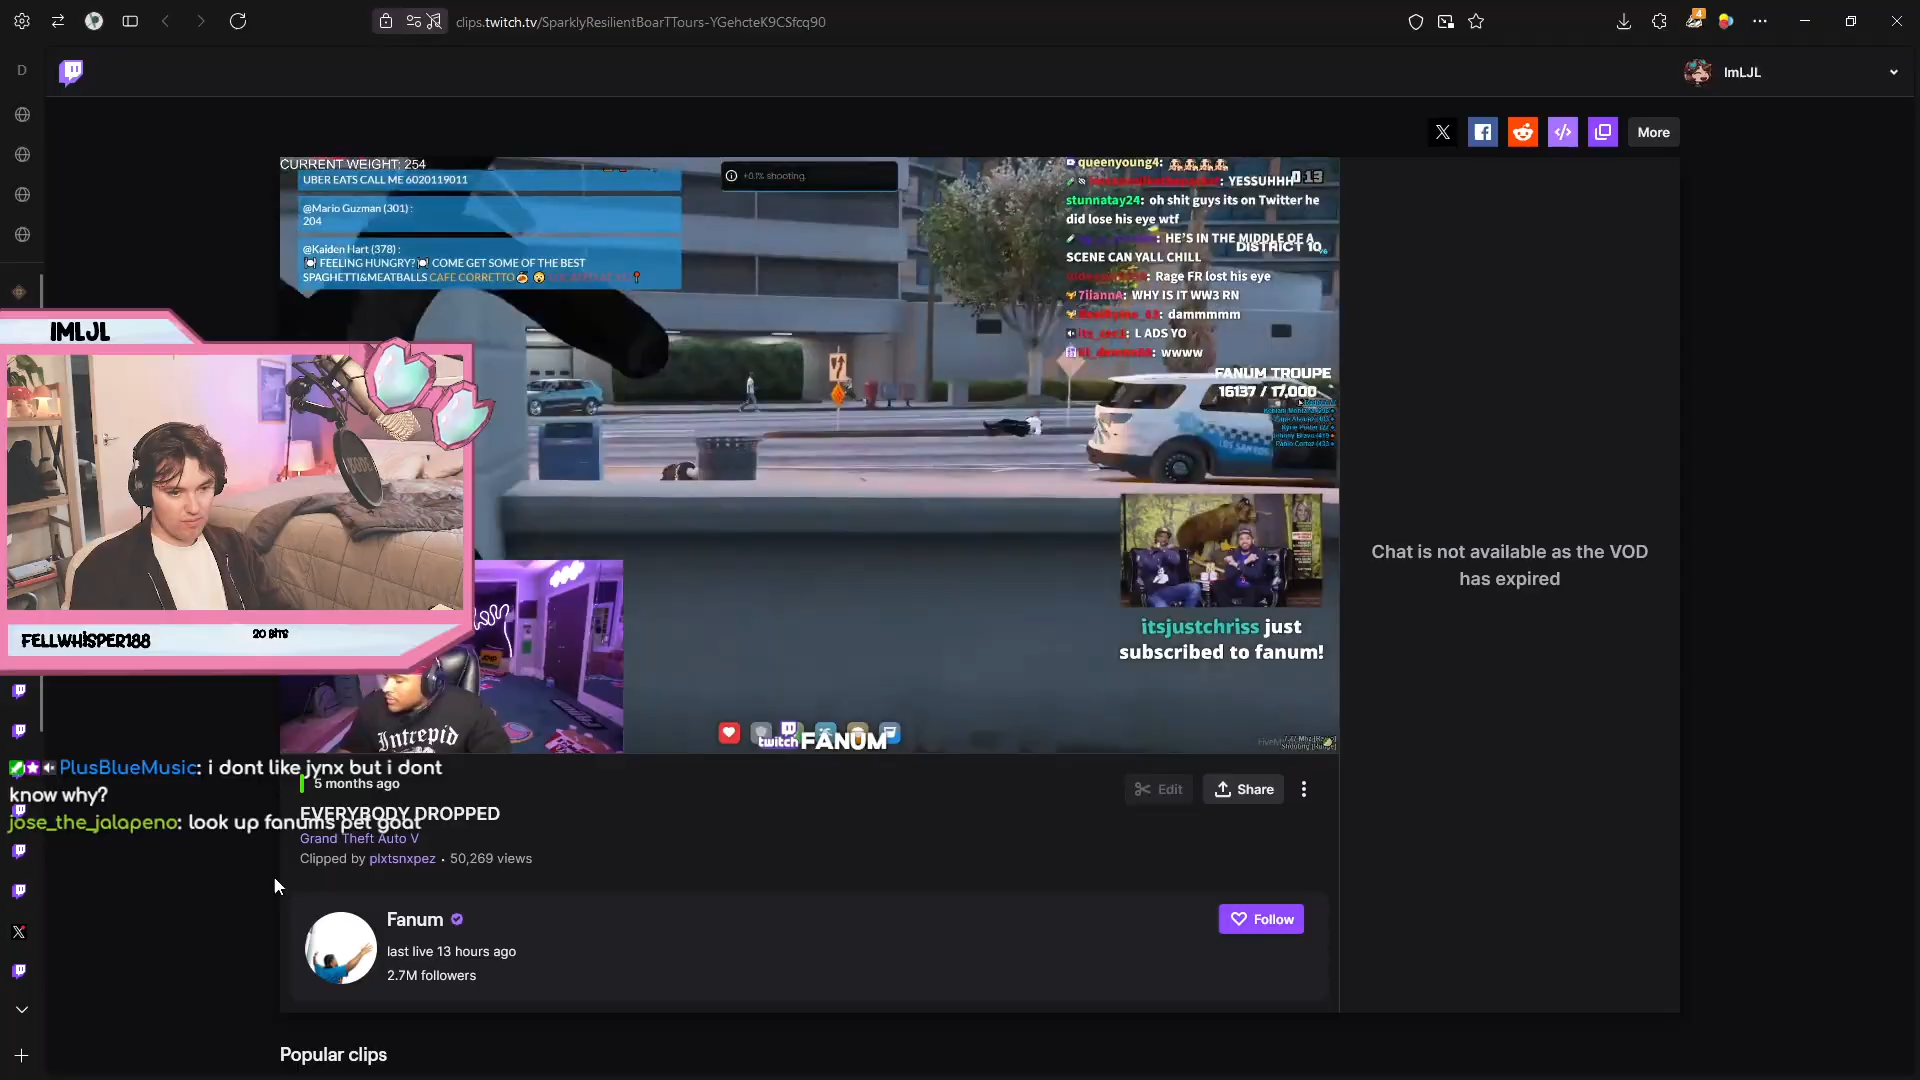 clips.twitch.tv/SparklyResilientBoarTTours-YGehcteK9CSfcq90
4
D
ImLJL
More
CURRENT WEIGHT: 254
UBER EATS CALL ME 6020119011
@Mario Guzman (301) :
204
@Kaiden Hart (378) :
FEELING HUNGRY? COME GET SOME OF THE BEST
SPAGHETTI&MEATBALLS CAFE CORRETTO
+0.1% shooting.
queenyoung4:
YESSUHHH
13
stunnatay24: oh shit guys its on Twitter he
did lose his eye wtf
HE'S IN THE MIDDLE OF A
DISTRICT 10
SCENE CAN YALL CHILL
Rage FR lost his eye
7iiannA: WHY IS IT WW3 RN
dammmmm
L ADS YO
wwww
FANUM TROUPE
16137 / 17,000
itsjustchriss just
subscribed to fanum!
Chat is not available as the VOD
has expired
IMLJL
FELLWHISPER188
20 BITS
Intrepid
twitch FANUM
PlusBlueMusic: i dont like jynx but i dont
know why?
jose_the_jalapeno: look up fanums pet goat
5 months ago
Edit
Share
EVERYBODY DROPPED
Grand Theft Auto V
Clipped by plxtsnxpez • 50,269 views
Fanum
last live 13 hours ago
2.7M followers
Follow
Popular clips